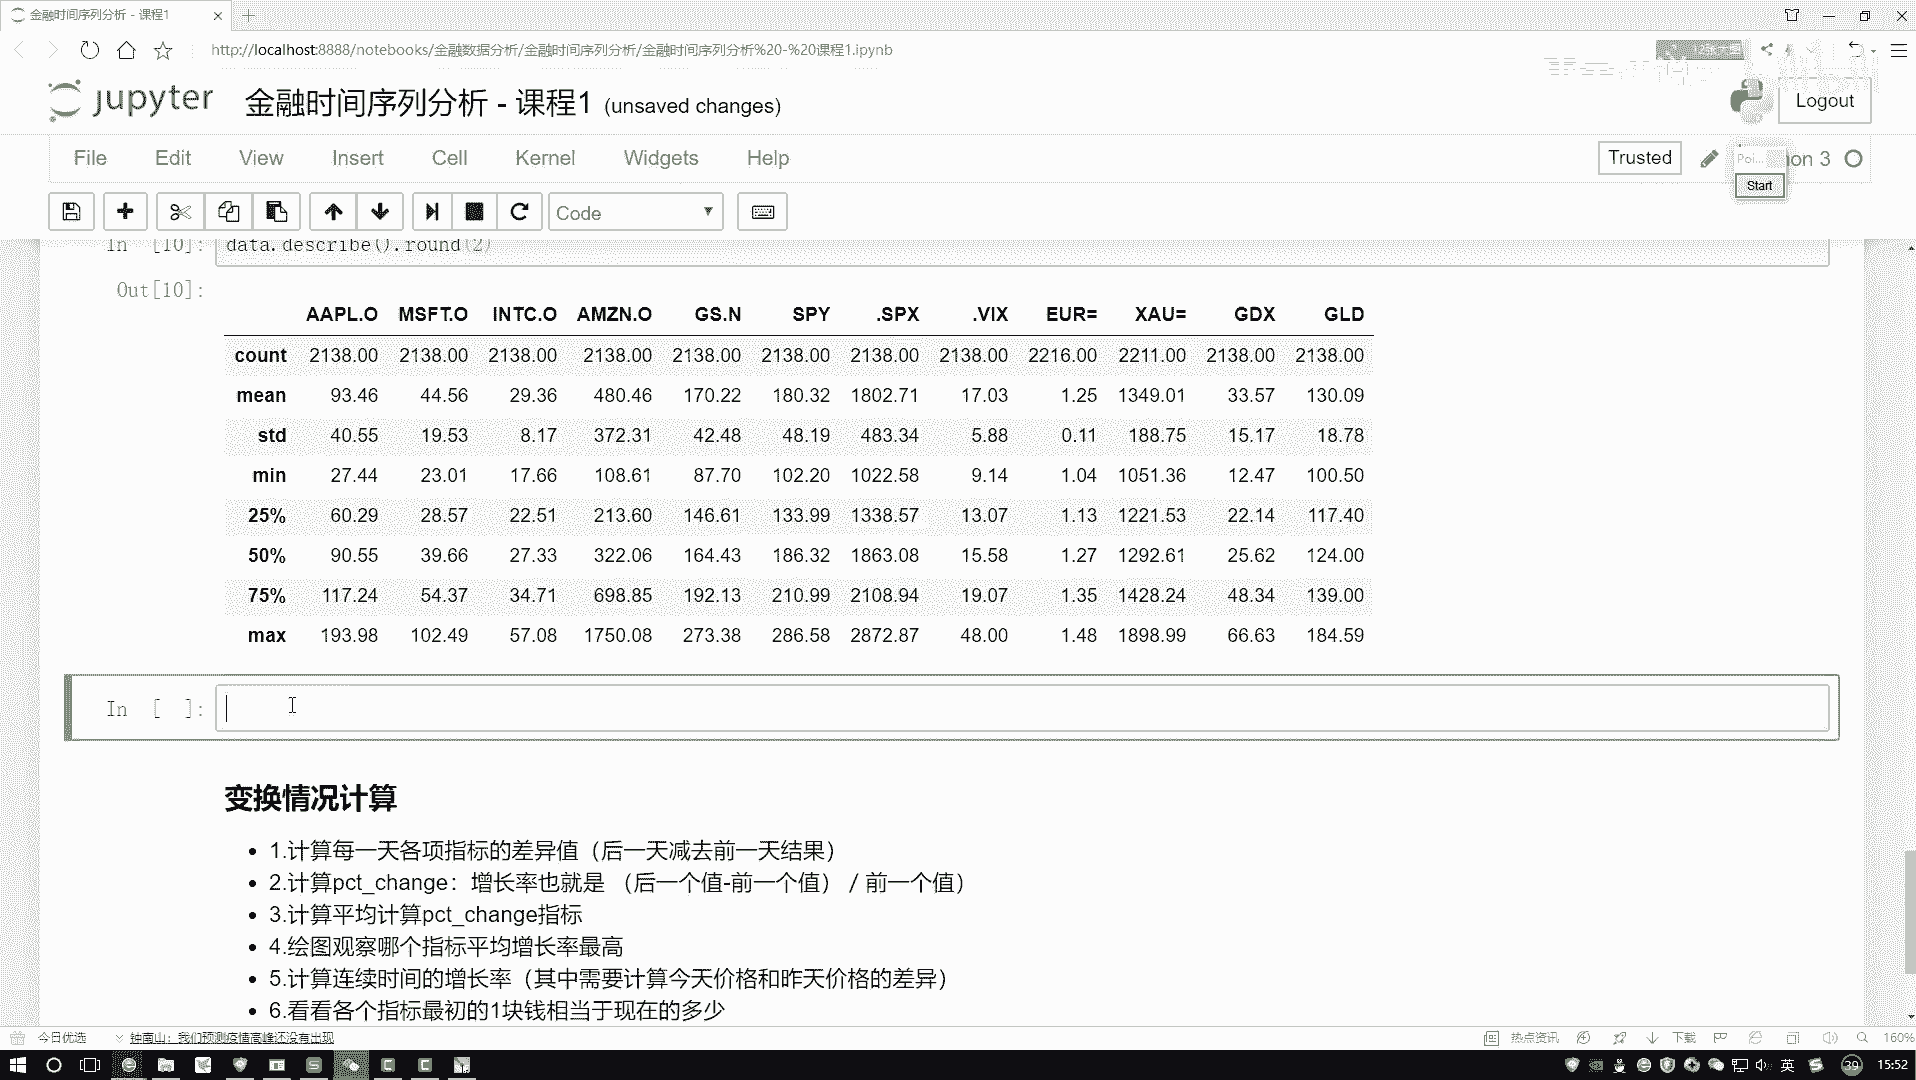 金融时间序列分析 - 课程1
http://localhost:8888/notebooks/金融数据分析/金融时间序列分析/金融时间序列分析%20-%20课程1.ipynb
jupyter 金融时间序列分析 - 课程1 (unsaved changes)
Logout
File Edit View Insert Cell Kernel Widgets Help
Trusted
Poi... on 3
Start
Code
In [10]: data.describe().round(2)
Out[10]:
AAPL.O MSFT.O INTC.O AMZN.O GS.N SPY .SPX .VIX EUR= XAU= GDX GLD
count 2138.00 2138.00 2138.00 2138.00 2138.00 2138.00 2138.00 2138.00 2216.00 2211.00 2138.00 2138.00
mean 93.46 44.56 29.36 480.46 170.22 180.32 1802.71 17.03 1.25 1349.01 33.57 130.09
std 40.55 19.53 8.17 372.31 42.48 48.19 483.34 5.88 0.11 188.75 15.17 18.78
min 27.44 23.01 17.66 108.61 87.70 102.20 1022.58 9.14 1.04 1051.36 12.47 100.50
25% 60.29 28.57 22.51 213.60 146.61 133.99 1338.57 13.07 1.13 1221.53 22.14 117.40
50% 90.55 39.66 27.33 322.06 164.43 186.32 1863.08 15.58 1.27 1292.61 25.62 124.00
75% 117.24 54.37 34.71 698.85 192.13 210.99 2108.94 19.07 1.35 1428.24 48.34 139.00
max 193.98 102.49 57.08 1750.08 273.38 286.58 2872.87 48.00 1.48 1898.99 66.63 184.59
In [ ]:
变换情况计算
1.计算每一天各项指标的差异值（后一天减去前一天结果）
2.计算pct_change：增长率也就是 （后一个值-前一个值） / 前一个值）
3.计算平均计算pct_change指标
4.绘图观察哪个指标平均增长率最高
5.计算连续时间的增长率（其中需要计算今天价格和昨天价格的差异）
6.看看各个指标最初的1块钱相当于现在的多少
今日优选
钟南山：我们预测疫情高峰还没有出现
热点资讯
下载
160%
英
39
15:52